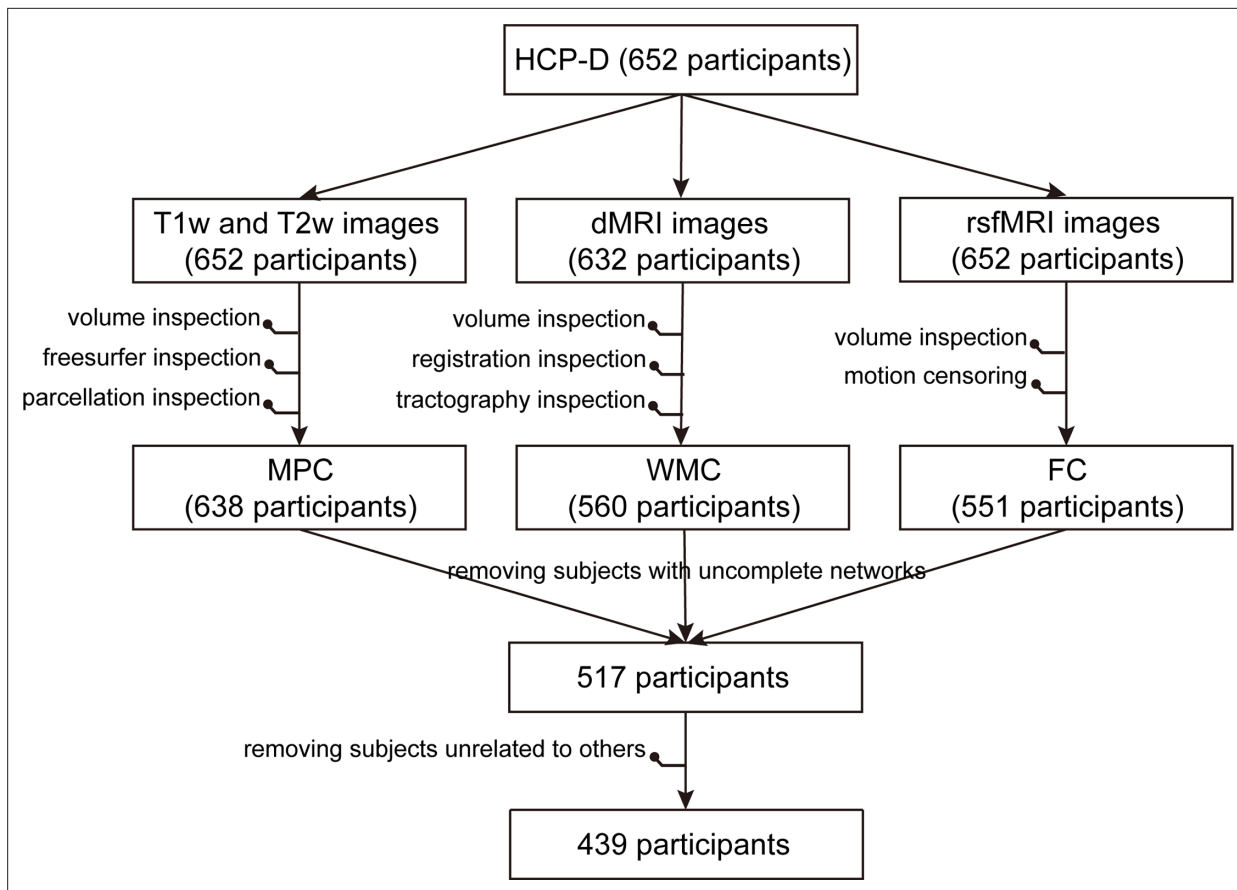 HCP-D (652 participants)
T1w and T2w images
(652 participants)
dMRI images
(632 participants)
rsfMRI images
(652 participants)
volume inspection
freesurfer inspection
parcellation inspection
volume inspection
registration inspection
tractography inspection
volume inspection
motion censoring
MPC
(638 participants)
WMC
(560 participants)
FC
(551 participants)
removing subjects with uncomplete networks
517 participants
removing subjects unrelated to others
439 participants